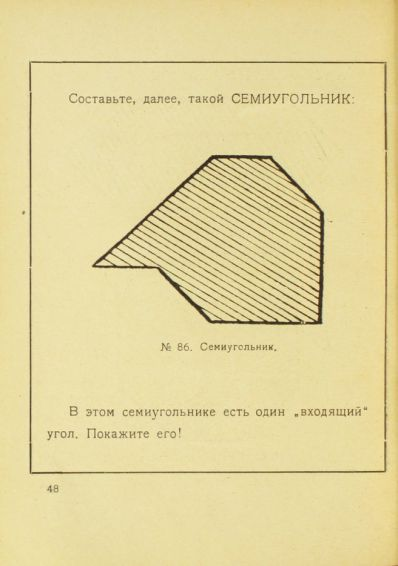 Составьте, далее, такой СЕМИУГОЛЬНИК:
№ 86. Семиугольник.
В этом семиугольнике есть один „входящий“
угол. Покажите его!
48